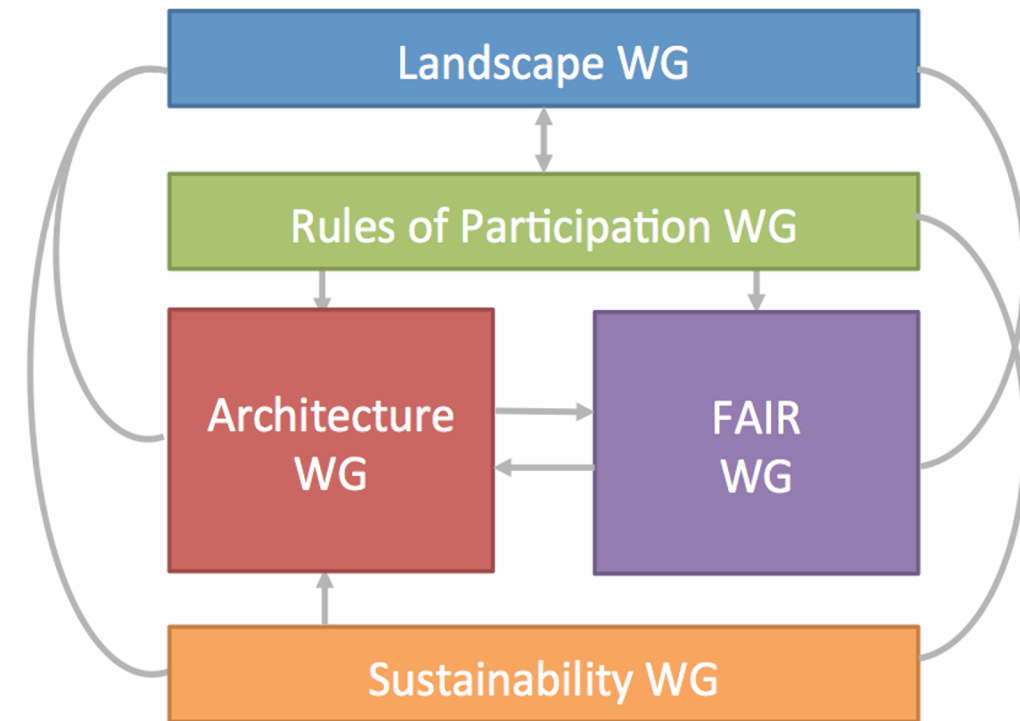 Landscape WG
Rules of Participation WG
Architecture
WG
FAIR
WG
Sustainability WG